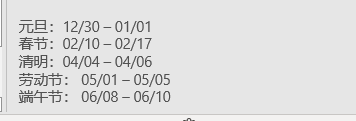 元旦：12/30 – 01/01
春节：02/10 – 02/17
清明：04/04 – 04/06
劳动节： 05/01 – 05/05
端午节： 06/08 – 06/10